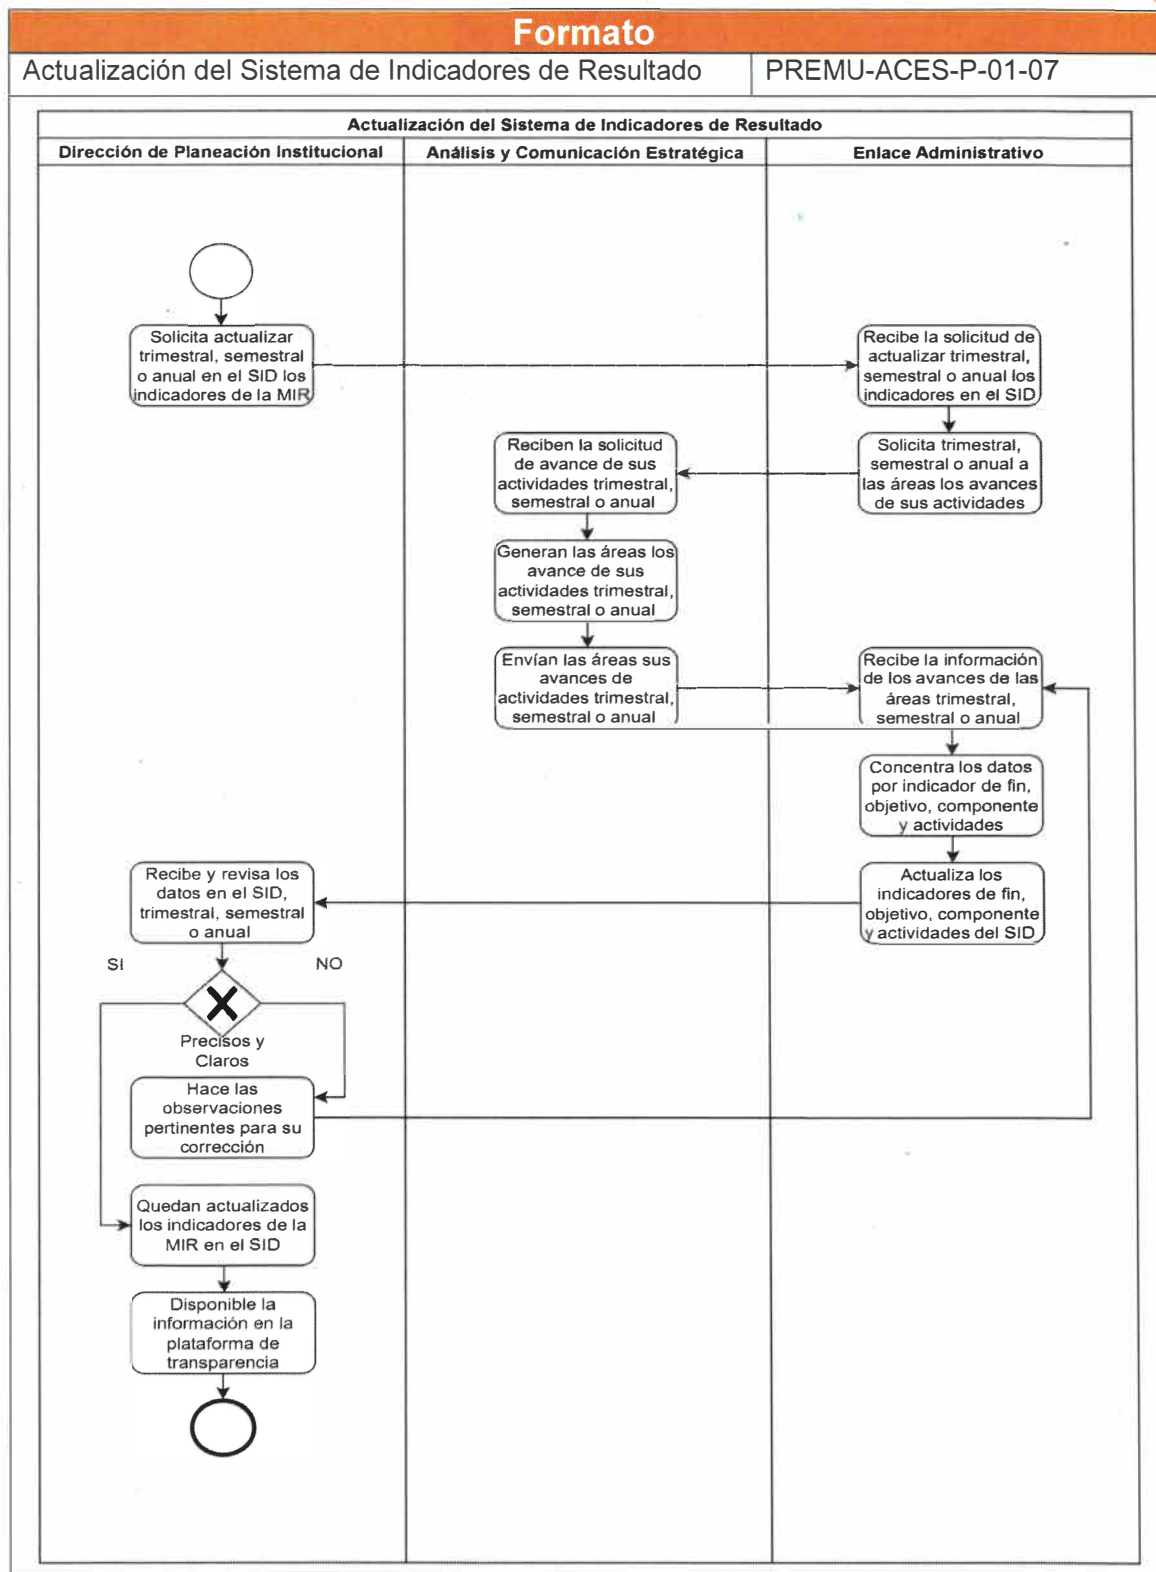 Formato
Actualización del Sistema de Indicadores de Resultado
PREMU-ACES-P-01-07
Actualización del Sistema de Indicadores de Resultado
Dirección de Planeación Institucional
Análisis y Comunicación Estratégica
Enlace Administrativo
Solicita actualizar
trimestral, semestral
o anual en el SID los
indicadores de la MIR
Recibe la solicitud de
actualizar trimestral,
semestral o anual los
indicadores en el SID
Solicita trimestral,
semestral o anual a
las áreas los avances
de sus actividades
Reciben la solicitud
de avance de sus
actividades trimestral,
semestral o anual
Generan las áreas los
avance de sus
actividades trimestral,
semestral o anual
Envían las áreas sus
avances de
actividades trimestral,
semestral o anual
Recibe la información
de los avances de las
áreas trimestral,
semestral o anual
Concentra los datos
por indicador de fin,
objetivo, componente
y actividades
Actualiza los
indicadores de fin,
objetivo, componente
y actividades del SID
Recibe y revisa los
datos en el SID,
trimestral, semestral
o anual
SI
NO
Precisos y
Claros
Hace las
observaciones
pertinentes para su
corrección
Quedan actualizados
los indicadores de la
MIR en el SID
Disponible la
información en la
plataforma de
transparencia